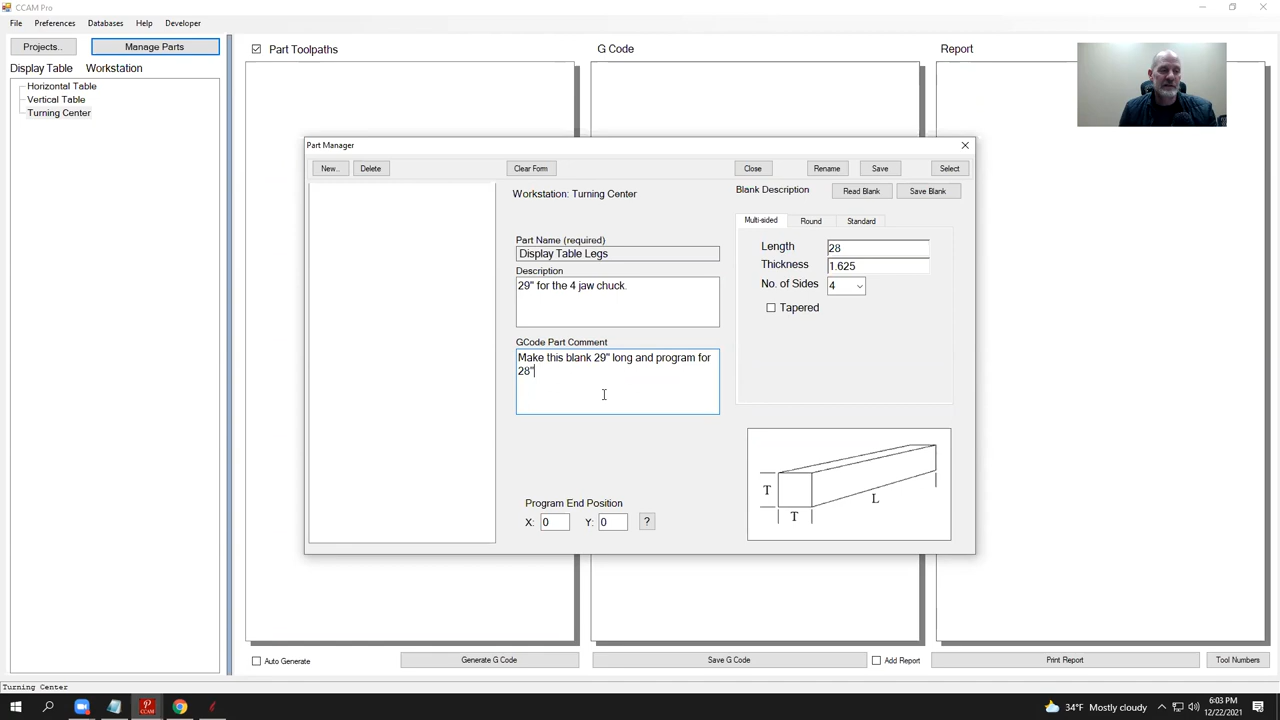 CCAM Pro
File Preferences Databases Help Developer
Projects.. Manage Parts
Display Table Workstation
Horizontal Table
Vertical Table
Turning Center
Part Toolpaths
G Code
Report
Part Manager
New.. Delete Clear Form Close Rename Save Select
Workstation: Turning Center
Blank Description Read Blank Save Blank
Multi-sided Round Standard
Part Name (required)
Display Table Legs
Description
29" for the 4 jaw chuck.
GCode Part Comment
Make this blank 29" long and program for
28"
Length 28
Thickness 1.625
No. of Sides 4
Tapered
T
T
L
Program End Position
X: 0 Y: 0 ?
Auto Generate Generate G Code Save G Code Add Report Print Report Tool Numbers
Turning Center
P
CCAM
34°F Mostly cloudy
6:03 PM
12/22/2021